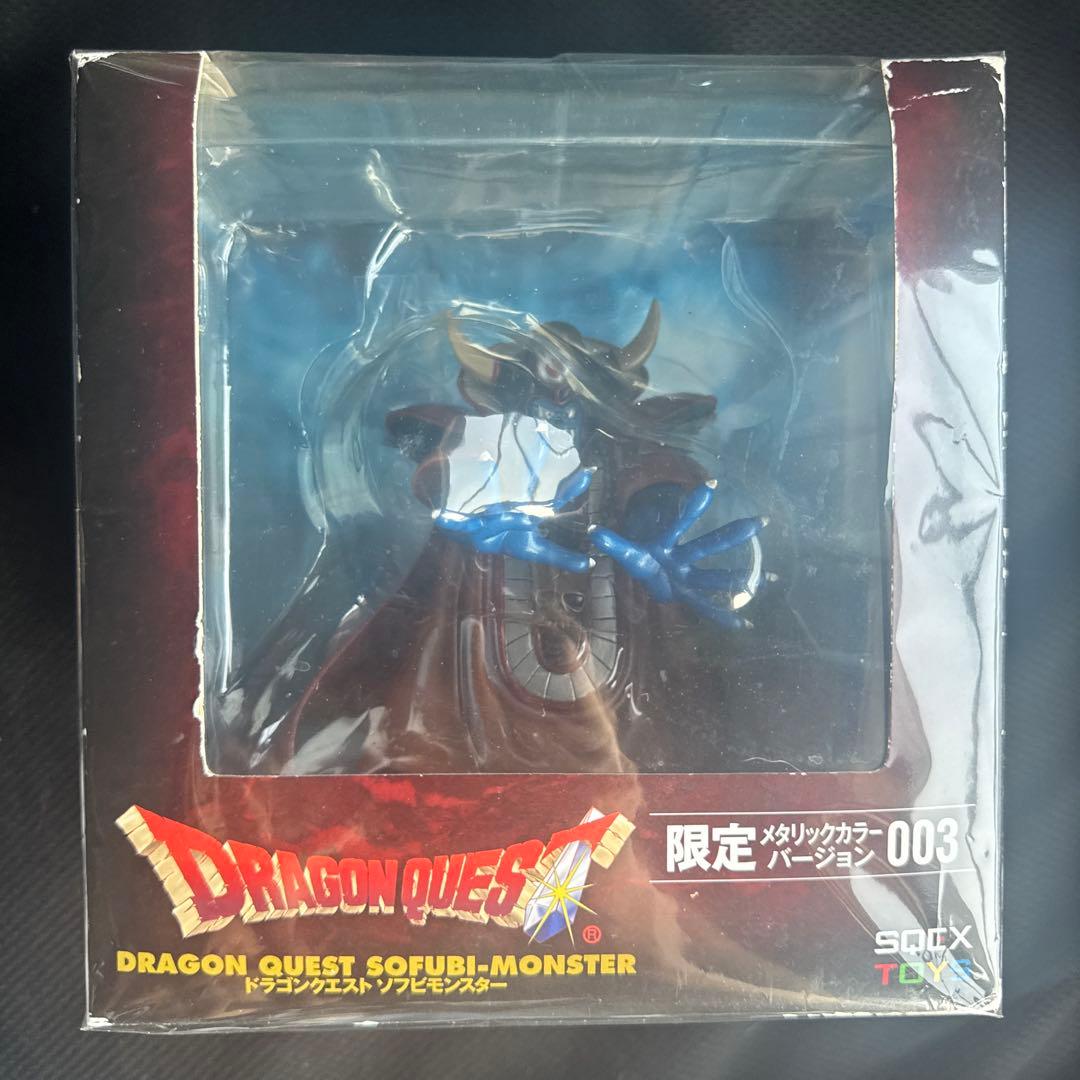 DRAGON QUEST
®
DRAGON QUEST SOFUBI-MONSTER
ドラゴンクエスト ソフビモンスター
限定 メタリックカラー
バージョン 003
TOYS